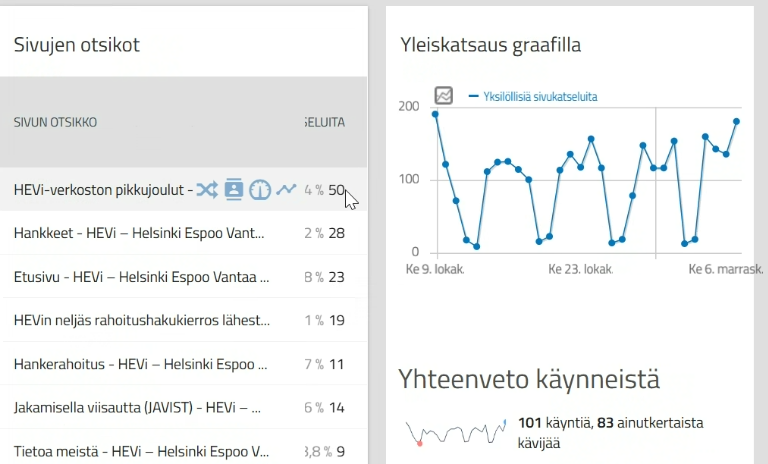 Sivujen otsikot
SIVUN OTSIKKO
HEVi-verkoston pikkujoulut - 4 % 50
Hankkeet - HEVi – Helsinki Espoo Vant... 2 % 28
Etusivu - HEVi – Helsinki Espoo Vantaa ... 8 % 23
HEVin neljäs rahoitushakukierros lähest... 1 % 19
Hankerahoitus - HEVi – Helsinki Espoo ... 7 % 11
Jakamisella viisautta (JAVIST) - HEVi – ... 6 % 14
Tietoa meistä - HEVi – Helsinki Espoo V... 8,8 % 9
Yleiskatsaus graafilla
Yksilöllisiä sivukatseluita
200
100
0
Ke 9. lokak. Ke 23. lokak. Ke 6. marrask.
Yhteenveto käynneistä
101 käyntiä, 83 ainutkertaista
kävijää